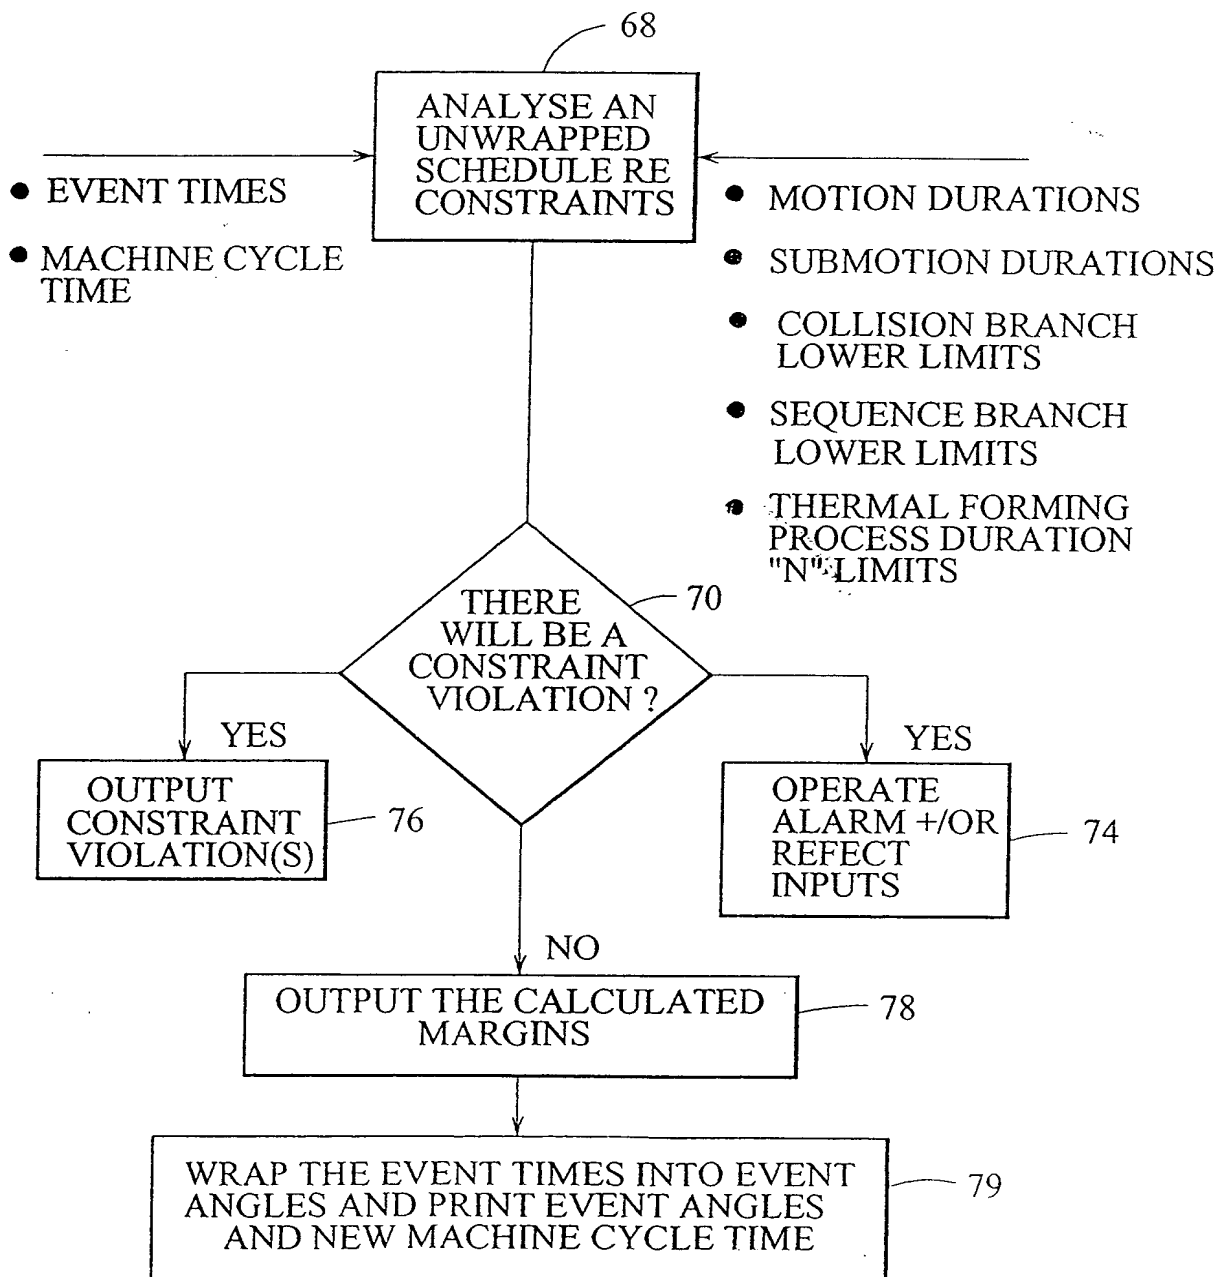 68
ANALYSE AN
UNWRAPPED
SCHEDULE RE
CONSTRAINTS
• EVENT TIMES
• MACHINE CYCLE
TIME
• MOTION DURATIONS
• SUBMOTION DURATIONS
• COLLISION BRANCH
LOWER LIMITS
• SEQUENCE BRANCH
LOWER LIMITS
• THERMAL FORMING
PROCESS DURATION
"N" LIMITS
70
THERE
WILL BE A
CONSTRAINT
VIOLATION ?
YES
OUTPUT
CONSTRAINT
VIOLATION(S)
76
YES
OPERATE
ALARM +/OR
REFECT
INPUTS
74
NO
OUTPUT THE CALCULATED
MARGINS
78
WRAP THE EVENT TIMES INTO EVENT
ANGLES AND PRINT EVENT ANGLES
AND NEW MACHINE CYCLE TIME
79